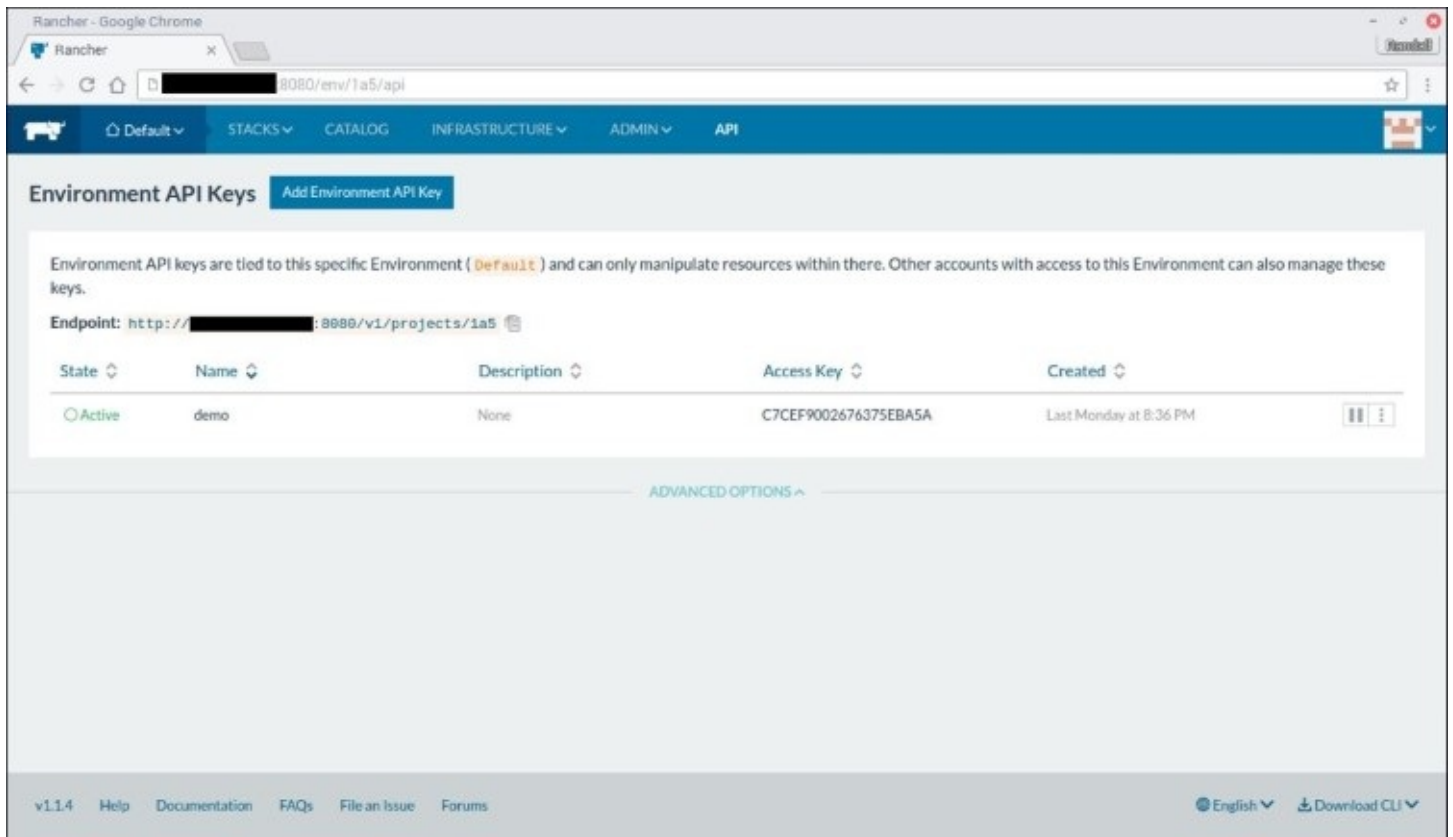 Rancher - Google Chrome
Rancher
8080/env/1a5/api
Default STACKS CATALOG INFRASTRUCTURE ADMIN API
Environment API Keys Add Environment API Key
Environment API keys are tied to this specific Environment ( Default ) and can only manipulate resources within there. Other accounts with access to this Environment can also manage these
keys.
Endpoint: http:// :8080/v1/projects/1a5
State Name Description Access Key Created
Active demo None C7CEF9002676375EBA5A Last Monday at 8:36 PM
ADVANCED OPTIONS
v1.1.4 Help Documentation FAQs File an Issue Forums English Download CLI